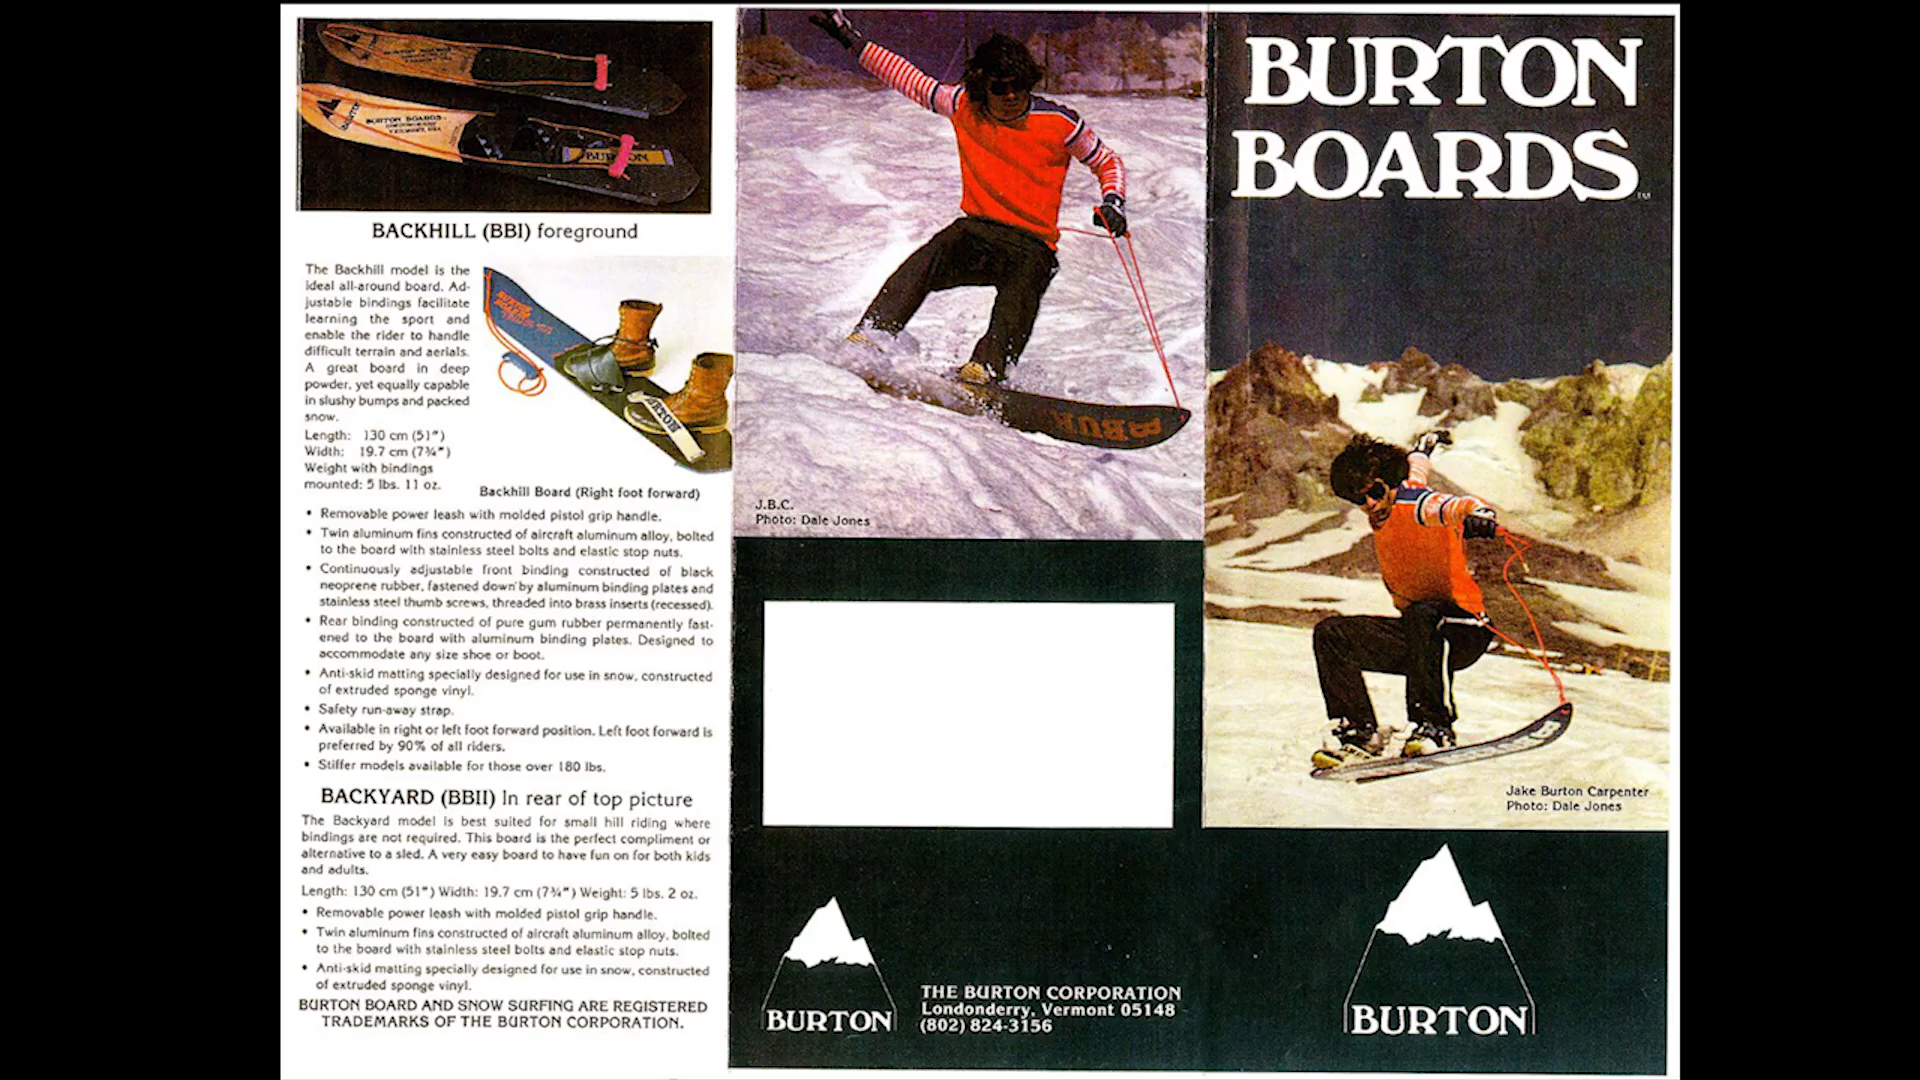 BACKHILL (BBI) foreground
The Backhill model is the
ideal all-around board. Ad-
justable bindings facilitate
learning the sport and
enable the rider to handle
difficult terrain and aerials.
A great board in deep
powder, yet equally capable
in slushy bumps and packed
snow.
Length: 130 cm (51″)
Width: 19.7 cm (7¾″)
Weight with bindings
mounted: 5 lbs. 11 oz.
Backhill Board (Right foot forward)
• Removable power leash with molded pistol grip handle.
• Twin aluminum fins constructed of aircraft aluminum alloy, bolted
to the board with stainless steel bolts and elastic stop nuts.
• Continuously adjustable front binding constructed of black
neoprene rubber, fastened down by aluminum binding plates and
stainless steel thumb screws, threaded into brass inserts (recessed).
• Rear binding constructed of pure gum rubber permanently fast-
ened to the board with aluminum binding plates. Designed to
accommodate any size shoe or boot.
• Anti-skid matting specially designed for use in snow, constructed
of extruded sponge vinyl.
• Safety run-away strap.
• Available in right or left foot forward position. Left foot forward is
preferred by 90% of all riders.
• Stiffer models available for those over 180 lbs.
BACKYARD (BBII) In rear of top picture
The Backyard model is best suited for small hill riding where
bindings are not required. This board is the perfect compliment or
alternative to a sled. A very easy board to have fun on for both kids
and adults.
Length: 130 cm (51″) Width: 19.7 cm (7¾″) Weight: 5 lbs. 2 oz.
• Removable power leash with molded pistol grip handle.
• Twin aluminum fins constructed of aircraft aluminum alloy, bolted
to the board with stainless steel bolts and elastic stop nuts.
• Anti-skid matting specially designed for use in snow, constructed
of extruded sponge vinyl.
BURTON BOARD AND SNOW SURFING ARE REGISTERED
TRADEMARKS OF THE BURTON CORPORATION.
BURTON BOARDS
VERMONT, USA
BURTON
BURTON
J.B.C.
Photo: Dale Jones
BURTON
THE BURTON CORPORATION
Londonderry, Vermont 05148
(802) 824-3156
BURTON
BOARDS™
Jake Burton Carpenter
Photo: Dale Jones
BURTON